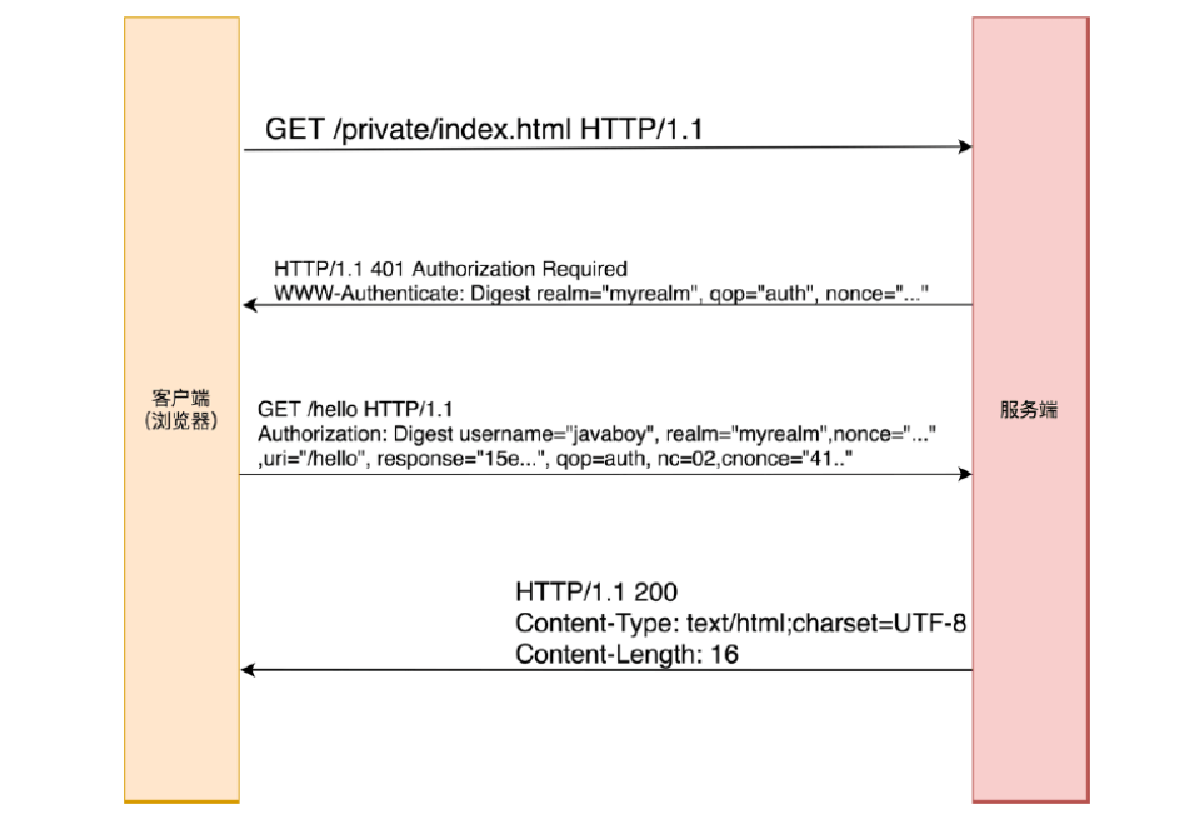 GET /private/index.html HTTP/1.1
HTTP/1.1 401 Authorization Required
WWW-Authenticate: Digest realm="myrealm", qop="auth", nonce="..."
客户端
(浏览器)
GET /hello HTTP/1.1
Authorization: Digest username="javaboy", realm="myrealm",nonce="..."
,uri="/hello", response="15e...", qop=auth, nc=02,cnonce="41.."
服务端
HTTP/1.1 200
Content-Type: text/html;charset=UTF-8
Content-Length: 16